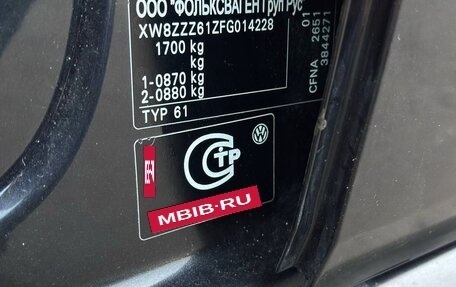 ООО "ФОЛЬКСВАГЕН Груп Рус
XW8ZZZ61ZFG014228
1700 kg
kg
1-0870 kg
2-0880 kg
TYP 61
01
2651
CFNA 3844271
СТР
MBIB·RU